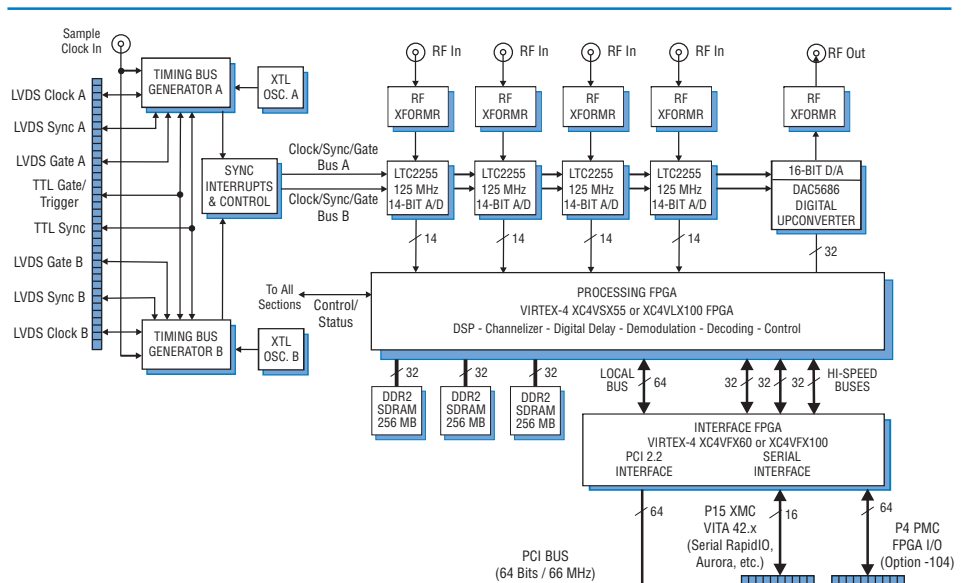 Sample
Clock In
TIMING BUS
GENERATOR A
XTL
OSC. A
LVDS Clock A
LVDS Sync A
LVDS Gate A
TTL Gate/
Trigger
TTL Sync
LVDS Gate B
LVDS Sync B
LVDS Clock B
SYNC
INTERRUPTS
& CONTROL
TIMING BUS
GENERATOR B
XTL
OSC. B
Clock/Sync/Gate
Bus A
Clock/Sync/Gate
Bus B
RF In
RF In
RF In
RF In
RF Out
RF
XFORMR
RF
XFORMR
RF
XFORMR
RF
XFORMR
RF
XFORMR
LTC2255
125 MHz
14-BIT A/D
LTC2255
125 MHz
14-BIT A/D
LTC2255
125 MHz
14-BIT A/D
LTC2255
125 MHz
14-BIT A/D
16-BIT D/A
DAC5686
DIGITAL
UPCONVERTER
14
14
14
14
32
To All
Sections
Control/
Status
PROCESSING FPGA
VIRTEX-4 XC4VSX55 or XC4VLX100 FPGA
DSP - Channelizer - Digital Delay - Demodulation - Decoding - Control
32
32
32
DDR2
SDRAM
256 MB
DDR2
SDRAM
256 MB
DDR2
SDRAM
256 MB
LOCAL
BUS
64
32
32
32
HI-SPEED
BUSES
INTERFACE FPGA
VIRTEX-4 XC4VFX60 or XC4VFX100
PCI 2.2
INTERFACE
SERIAL
INTERFACE
64
16
64
PCI BUS
(64 Bits / 66 MHz)
P15 XMC
VITA 42.x
(Serial RapidIO,
Aurora, etc.)
P4 PMC
FPGA I/O
(Option -104)